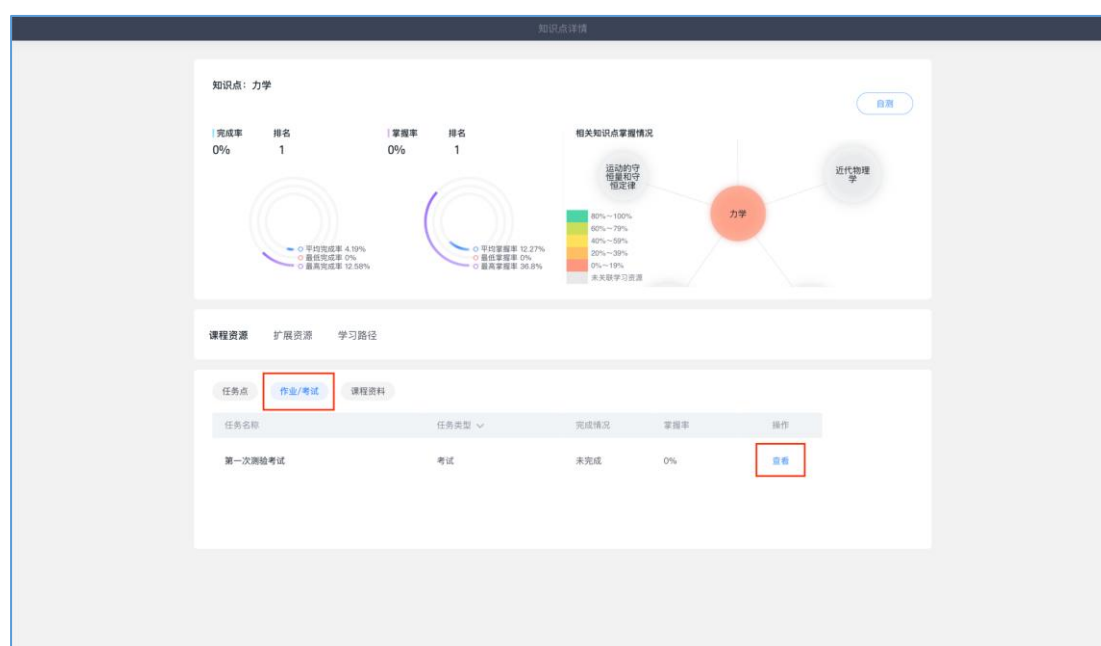 知识点详情
知识点：力学
自测
完成率 排名
0% 1
平均完成率 4.19%
最低完成率 0%
最高完成率 12.58%
掌握率 排名
0% 1
平均掌握率 12.27%
最低掌握率 0%
最高掌握率 36.8%
相关知识点掌握情况
运动的守
恒量和守
恒定律
近代物理
学
力学
80%～100%
60%～79%
40%～59%
20%～39%
0%～19%
未关联学习资源
课程资源 扩展资源 学习路径
任务点 作业/考试 课程资料
任务名称 任务类型 完成情况 掌握率 操作
第一次测验考试 考试 未完成 0% 查看